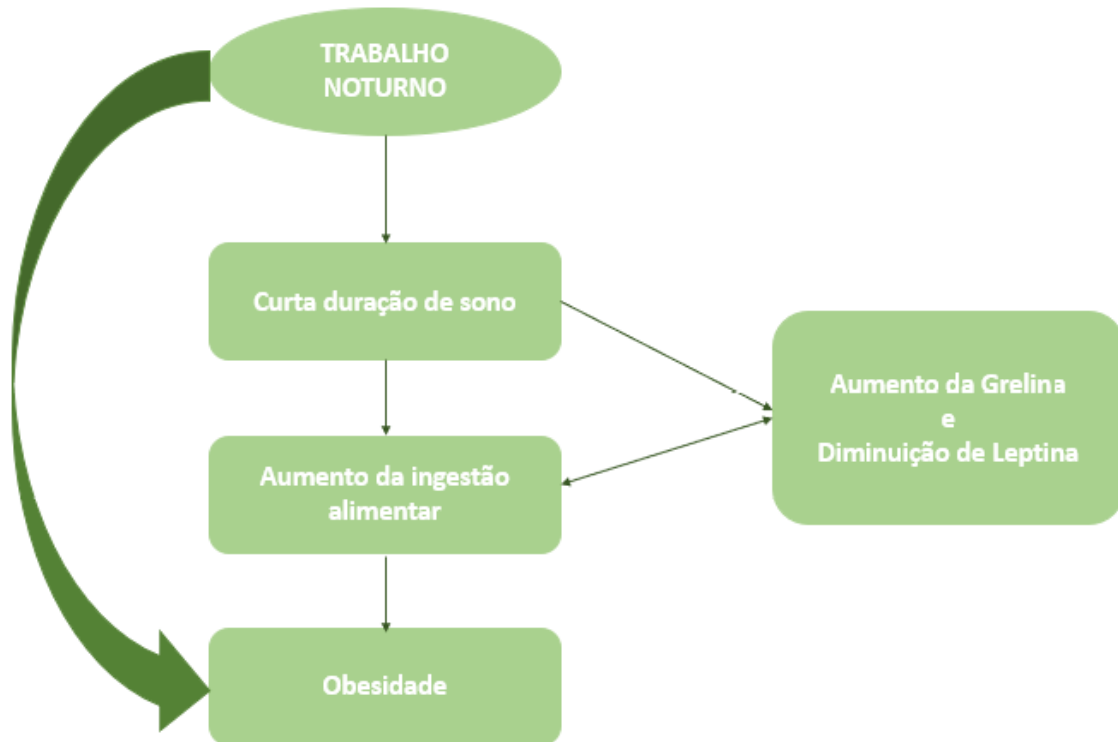 TRABALHO
NOTURNO
Curta duração de sono
Aumento da Grelina
e
Diminuição de Leptina
Aumento da ingestão
alimentar
Obesidade